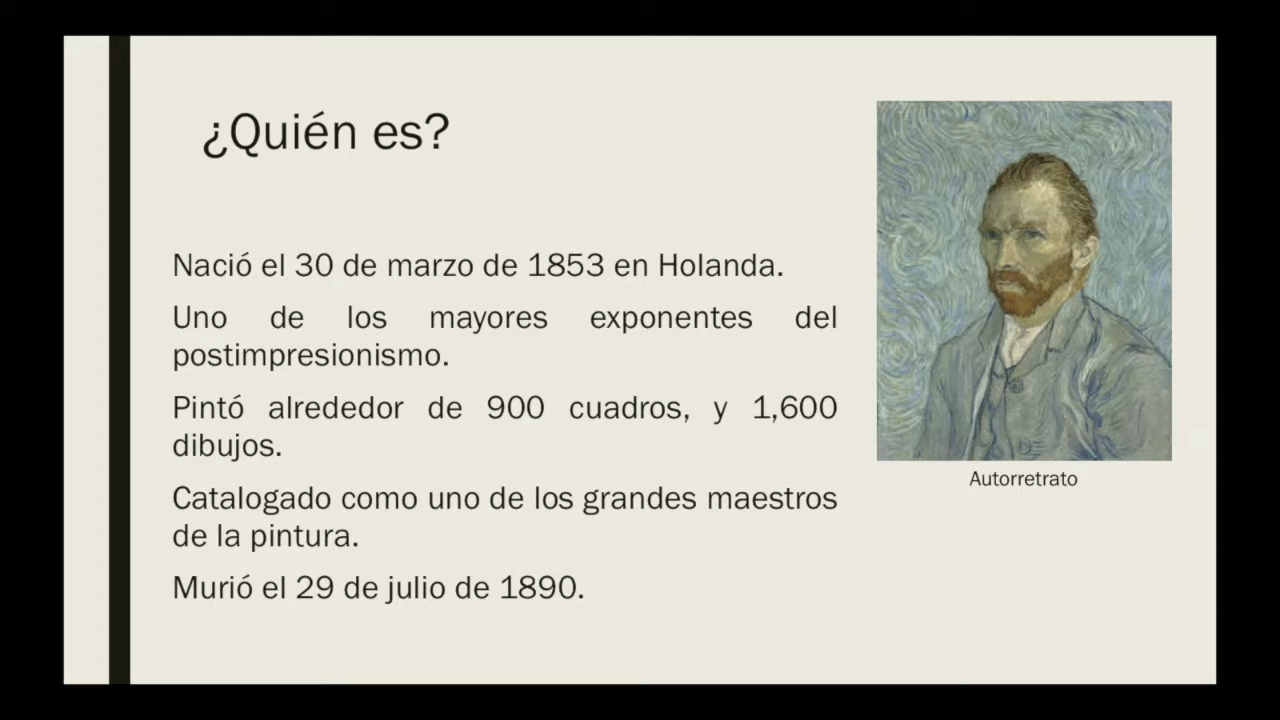 ¿Quién es?
Nació el 30 de marzo de 1853 en Holanda.
Uno de los mayores exponentes del
postimpresionismo.
Pintó alrededor de 900 cuadros, y 1,600
dibujos.
Catalogado como uno de los grandes maestros
de la pintura.
Murió el 29 de julio de 1890.
Autorretrato